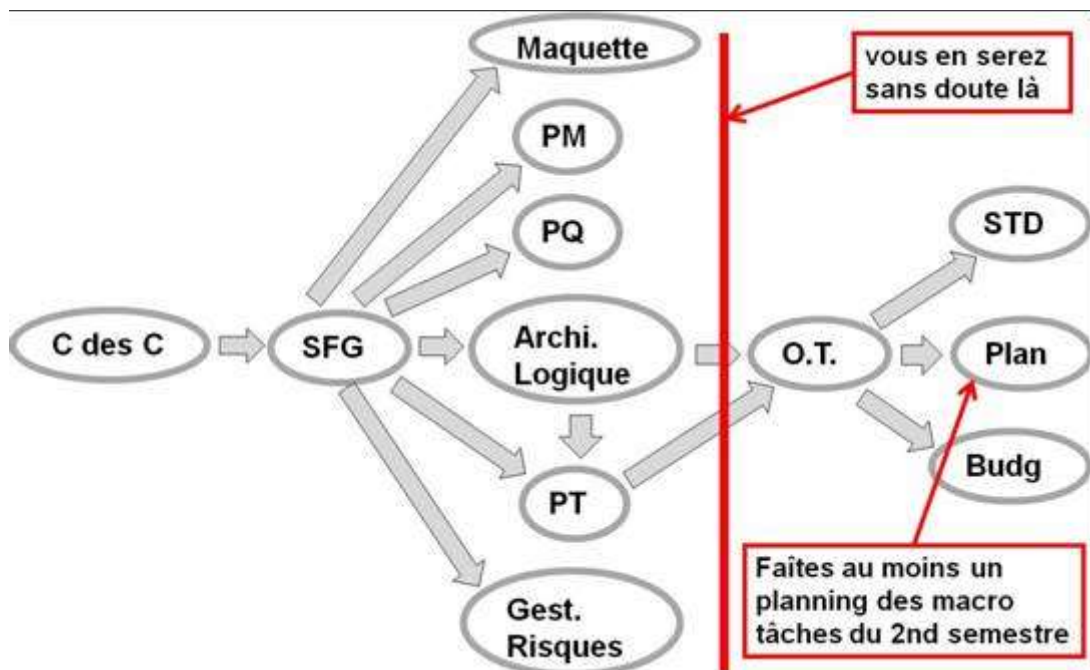 Maquette
vous en serez
sans doute là
PM
PQ
STD
C des C
SFG
Archi.
Logique
O.T.
Plan
Budg
PT
Faîtes au moins un
planning des macro
tâches du 2nd semestre
Gest.
Risques